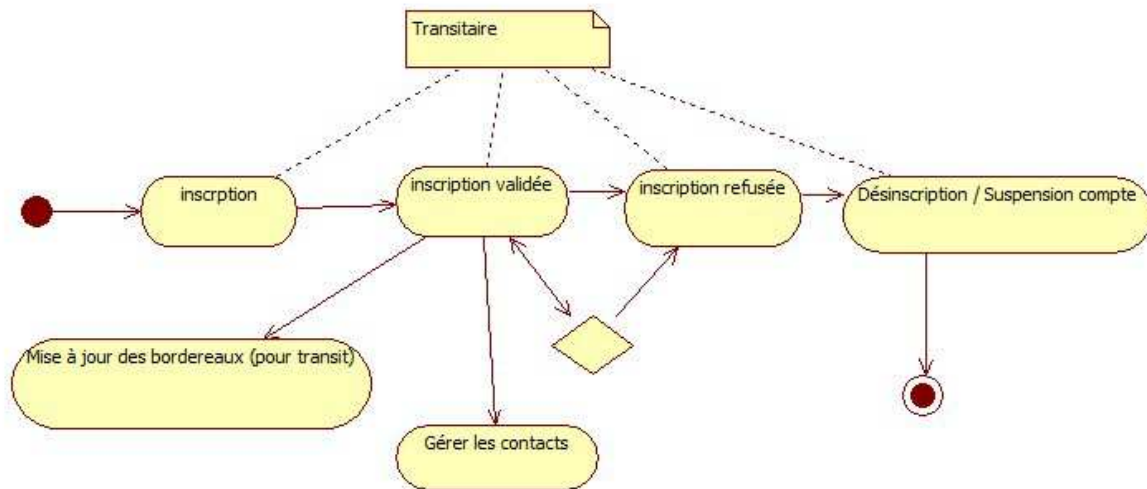 Transitaire
inscrption
inscription validée
inscription refusée
Désinscription / Suspension compte
Mise à jour des bordereaux (pour transit)
Gérer les contacts